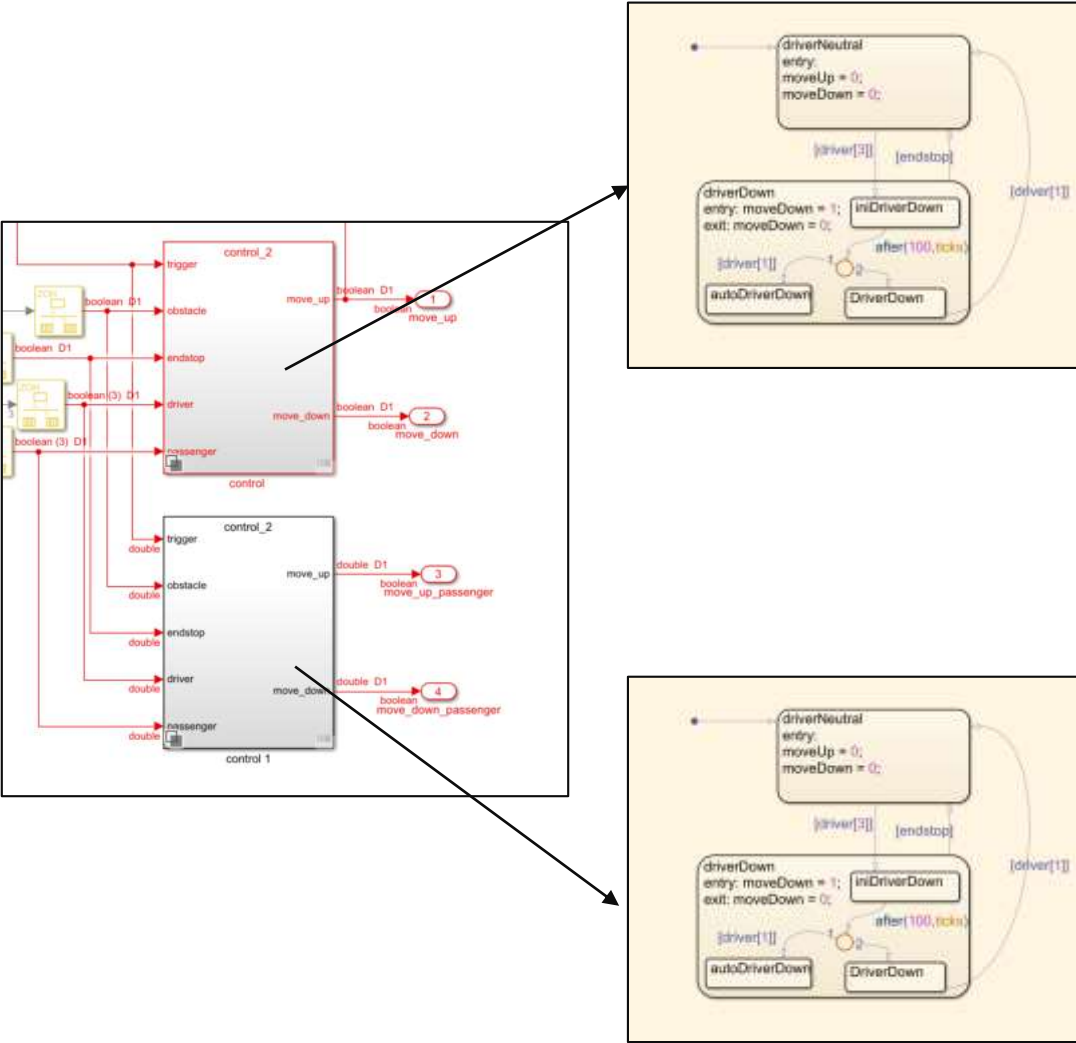 driverNeutral
entry:
moveUp = 0;
moveDown = 0;
[driver[3]]
[endstop]
[driver[1]]
driverDown
entry: moveDown = 1;
exit: moveDown = 0;
iniDriverDown
after(100,ticks)
[driver[1]]
1
2
autoDriverDown
DriverDown
control_2
trigger
ZOH
boolean D1
obstacle
move_up
boolean D1
1
boolean
move_up
boolean D1
endstop
ZOH
boolean (3) D1
3
driver
move_down
boolean D1
2
boolean
move_down
boolean (3) D1
passenger
control
control_2
trigger
double
move_up
double D1
3
boolean
move_up_passenger
obstacle
double
endstop
double
driver
double
move_down
double D1
4
boolean
move_down_passenger
passenger
double
control 1
driverNeutral
entry:
moveUp = 0;
moveDown = 0;
[driver[3]]
[endstop]
[driver[1]]
driverDown
entry: moveDown = 1;
exit: moveDown = 0;
iniDriverDown
after(100,ticks)
[driver[1]]
1
2
autoDriverDown
DriverDown